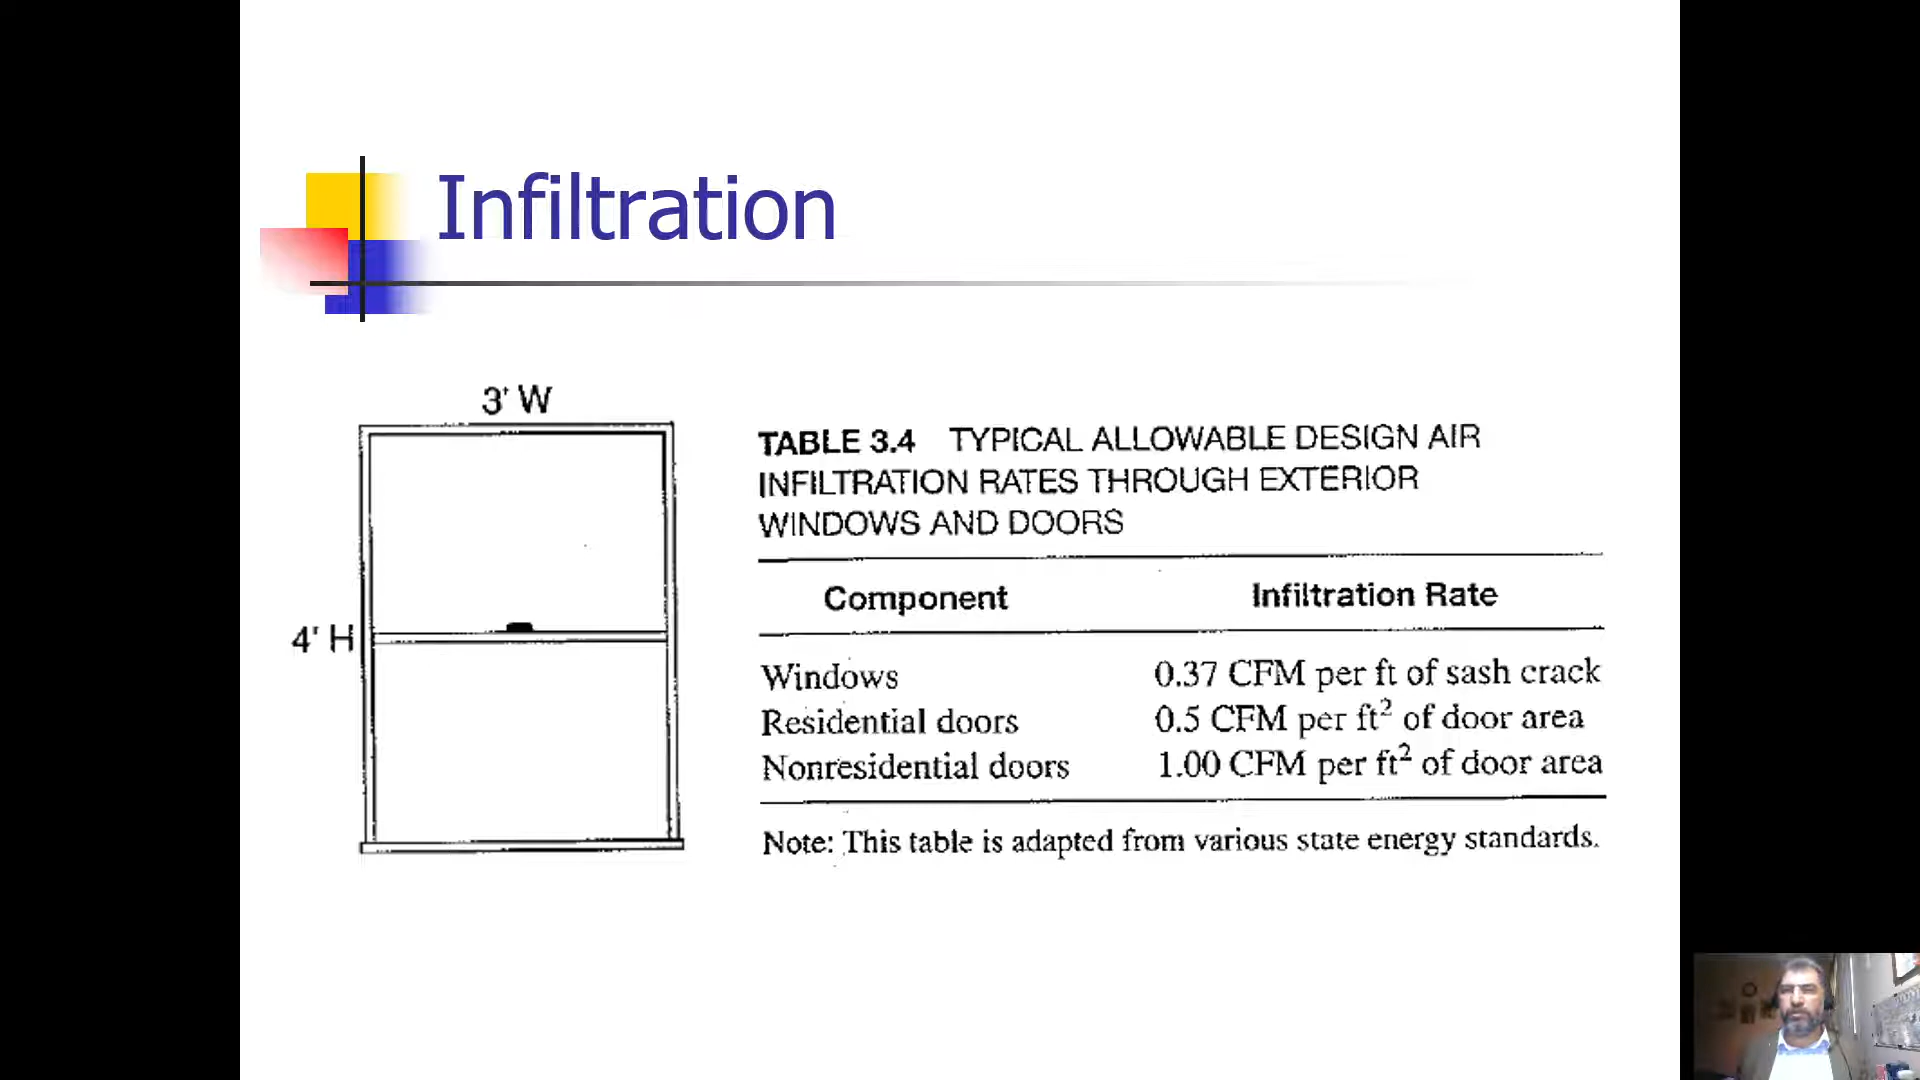 Infiltration
3' W
4' H
TABLE 3.4 TYPICAL ALLOWABLE DESIGN AIR
INFILTRATION RATES THROUGH EXTERIOR
WINDOWS AND DOORS
Component Infiltration Rate
Windows 0.37 CFM per ft of sash crack
Residential doors 0.5 CFM per ft² of door area
Nonresidential doors 1.00 CFM per ft² of door area
Note: This table is adapted from various state energy standards.